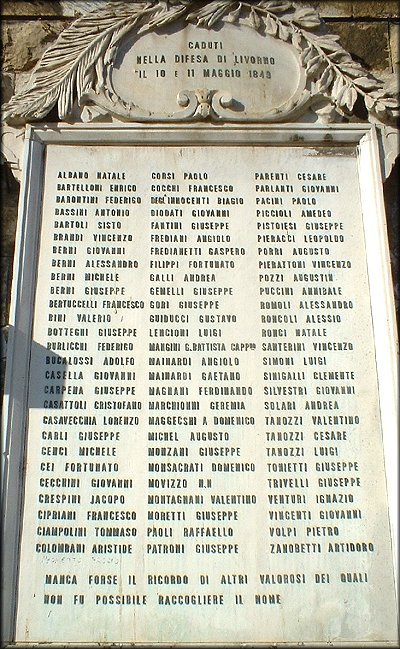 CADUTI
NELLA DIFESA DI LIVORNO
IL 10 E 11 MAGGIO 1849
ALBANO NATALE CORSI PAOLO PARENTI CESARE
BARTELLONI ENRICO COCCHI FRANCESCO PARLANTI GIOVANNI
BARONTINI FEDERIGO DEGL'INNOCENTI BIAGIO PACINI PAOLO
BASSINI ANTONIO DIODATI GIOVANNI PICCIOLI AMEDEO
BARTOLI SISTO FANTINI GIUSEPPE PISTOIESI GIUSEPPE
BRANDI VINCENZO FREDIANI ANGIOLO PIERACCI LEOPOLDO
BERNI GIOVANNI FREDIANETTI GASPERO PORRI AUGUSTO
BERNI ALESSANDRO FILIPPI FORTUNATO PIERATTONI VINCENZO
BERNI MICHELE GALLI ANDREA POZZI AUGUSTIN
BERNI GIUSEPPE GEMELLI GIUSEPPE PUCCINI ANNIBALE
BERTUCCELLI FRANCESCO GORI GIUSEPPE ROMOLI ALESSANDRO
BINI VALERIO GUIDUCCI GUSTAVO RONCOLI ALESSIO
BOTTEGHI GIUSEPPE LENCIONI LUIGI RONCI NATALE
BURLICCHI FEDERIGO MANGINI G.BATTISTA CAPPNO SANTERINI VINCENZO
BUCALOSSI ADOLFO MAINARDI ANGIOLO SIMONI LUIGI
CASELLA GIOVANNI MAINARDI GAETANO SINIGALLI CLEMENTE
CARPENA GIUSEPPE MAGNANI FERDINANDO SILVESTRI GIOVANNI
CASATTOLI CRISTOFANO MARCHIONNI GEREMIA SOLARI ANDREA
CASAVECCHIA LORENZO MAGGECSHI A DOMENICO TANOZZI VALENTINO
CARLI GIUSEPPE MICHEL AUGUSTO TANOZZI CESARE
CENCI MICHELE MONZANI GIUSEPPE TANOZZI LUIGI
CEI FORTUNATO MONSACRATI DOMENICO TONIETTI GIUSEPPE
CECCHINI GIOVANNI MOVIZZO N.N TRIVELLI GIUSEPPE
CRESPINI JACOPO MONTAGNANI VALENTINO VENTURI IGNAZIO
CIPRIANI FRANCESCO MORETTI GIUSEPPE VINCENTI GIOVANNI
CIAMPOLINI TOMMASO PAOLI RAFFAELLO VOLPI PIETRO
COLOMBANI ARISTIDE PATRONI GIUSEPPE ZANOBETTI ANTIDORO
MANCA FORSE IL RICORDO DI ALTRI VALOROSI DEI QUALI
NON FU POSSIBILE RACCOGLIERE IL NOME